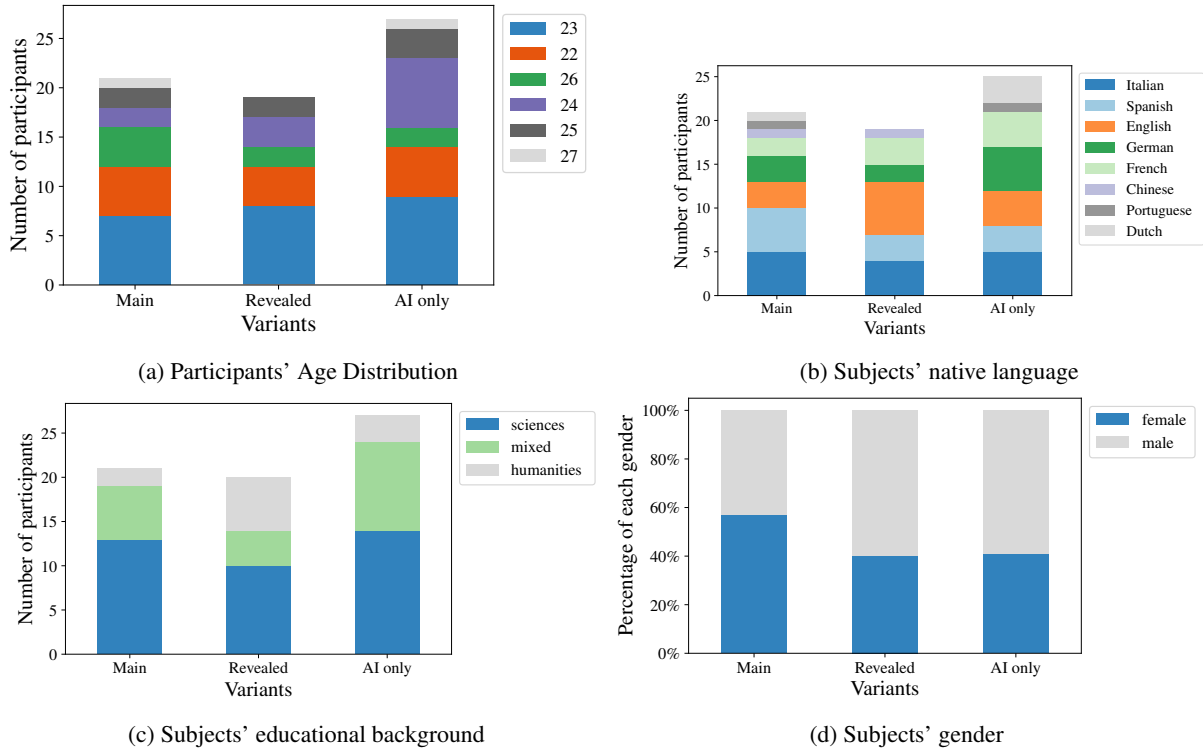 Number of participants
25
20
15
10
5
0
Main
Revealed
AI only
Variants
23
22
26
24
25
27
(a) Participants’ Age Distribution
Number of participants
25
20
15
10
5
0
Main
Revealed
AI only
Variants
Italian
Spanish
English
German
French
Chinese
Portuguese
Dutch
(b) Subjects’ native language
Number of participants
25
20
15
10
5
0
Main
Revealed
AI only
Variants
sciences
mixed
humanities
(c) Subjects’ educational background
Percentage of each gender
100%
80%
60%
40%
20%
0%
Main
Revealed
AI only
Variants
female
male
(d) Subjects’ gender